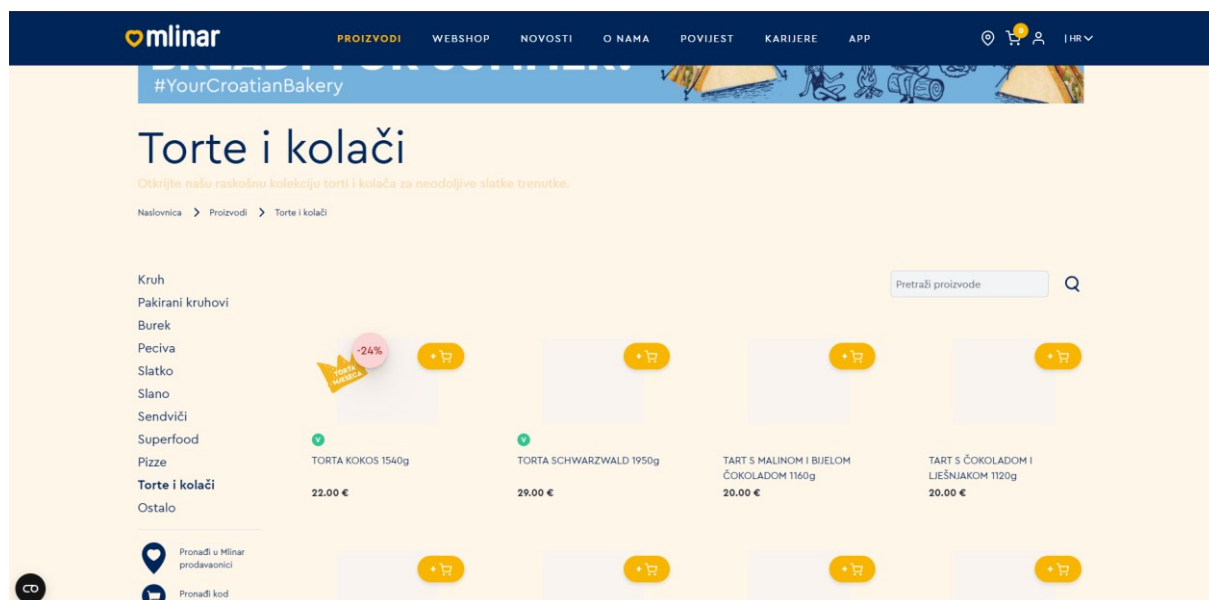 mlinar
PROIZVODI WEBSHOP NOVOSTI O NAMA POVIJEST KARIJERE APP
0
| HR
BREADY FOR SUMMER?
#YourCroatianBakery
Torte i kolači
Otkrijte našu raskošnu kolekciju torti i kolača za neodoljive slatke trenutke.
Naslovnica > Proizvodi > Torte i kolači
Kruh
Pakirani kruhovi
Burek
Peciva
Slatko
Slano
Sendviči
Superfood
Pizze
Torte i kolači
Ostalo
Pronađi u Mlinar
prodavaonici
Pronađi kod
Pretraži proizvode
-24%
TORTA
MJESECA
+
V
TORTA KOKOS 1540g
22.00 €
+
V
TORTA SCHWARZWALD 1950g
29.00 €
+
TART S MALINOM I BIJELOM
ČOKOLADOM 1160g
20.00 €
+
TART S ČOKOLADOM I
LJEŠNJAKOM 1120g
20.00 €
+
+
+
+